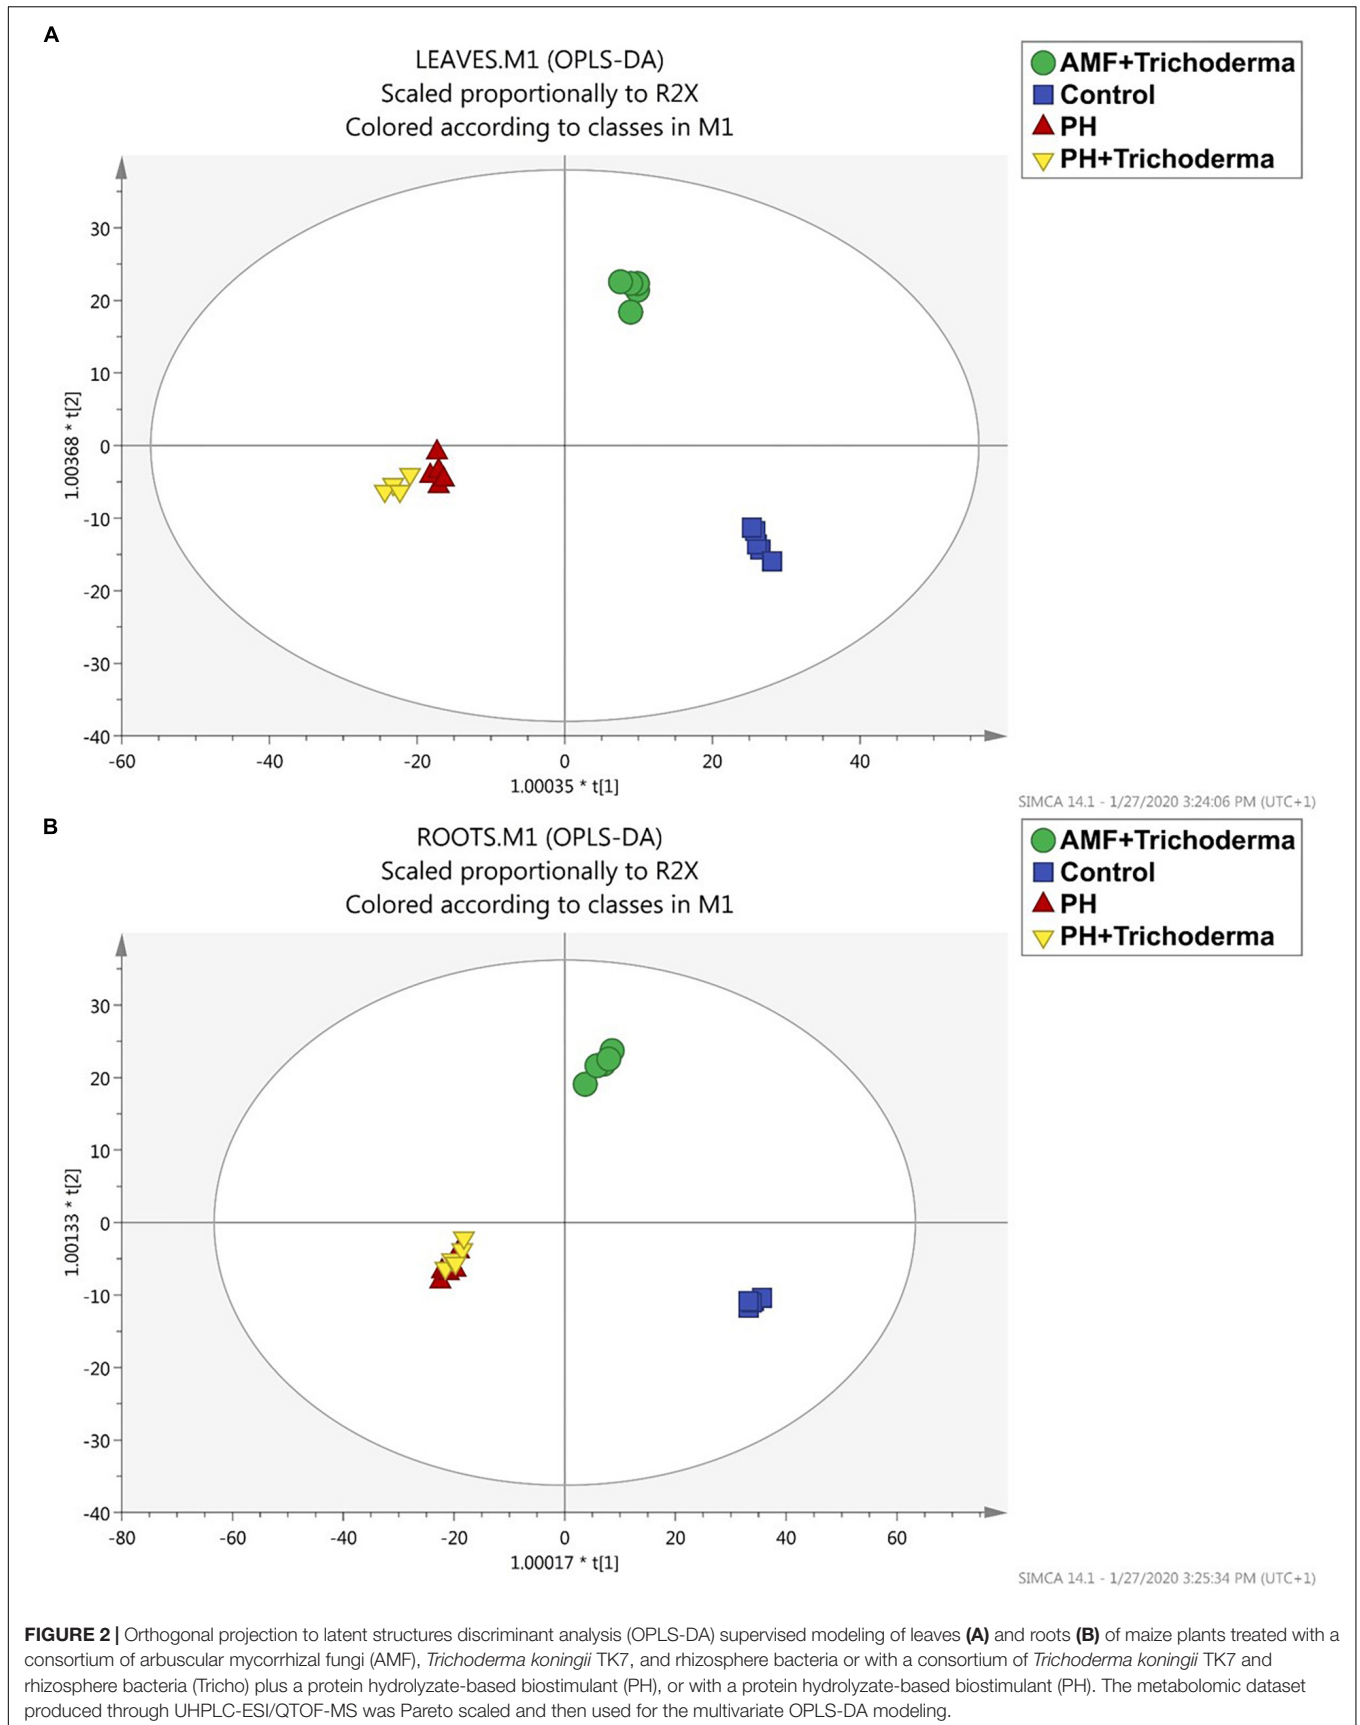 A
LEAVES.M1 (OPLS-DA)
Scaled proportionally to R2X
Colored according to classes in M1
AMF+Trichoderma
Control
PH
PH+Trichoderma
30
20
10
0
-10
-20
-30
-40
1.00368 * t[2]
-60 -40 -20 0 20 40
1.00035 * t[1]
SIMCA 14.1 - 1/27/2020 3:24:06 PM (UTC+1)
B
ROOTS.M1 (OPLS-DA)
Scaled proportionally to R2X
Colored according to classes in M1
AMF+Trichoderma
Control
PH
PH+Trichoderma
30
20
10
0
-10
-20
-30
-40
1.00133 * t[2]
-80 -60 -40 -20 0 20 40 60
1.00017 * t[1]
SIMCA 14.1 - 1/27/2020 3:25:34 PM (UTC+1)
FIGURE 2 | Orthogonal projection to latent structures discriminant analysis (OPLS-DA) supervised modeling of leaves (A) and roots (B) of maize plants treated with a
consortium of arbuscular mycorrhizal fungi (AMF), Trichoderma koningii TK7, and rhizosphere bacteria or with a consortium of Trichoderma koningii TK7 and
rhizosphere bacteria (Tricho) plus a protein hydrolyzate-based biostimulant (PH), or with a protein hydrolyzate-based biostimulant (PH). The metabolomic dataset
produced through UHPLC-ESI/QTOF-MS was Pareto scaled and then used for the multivariate OPLS-DA modeling.